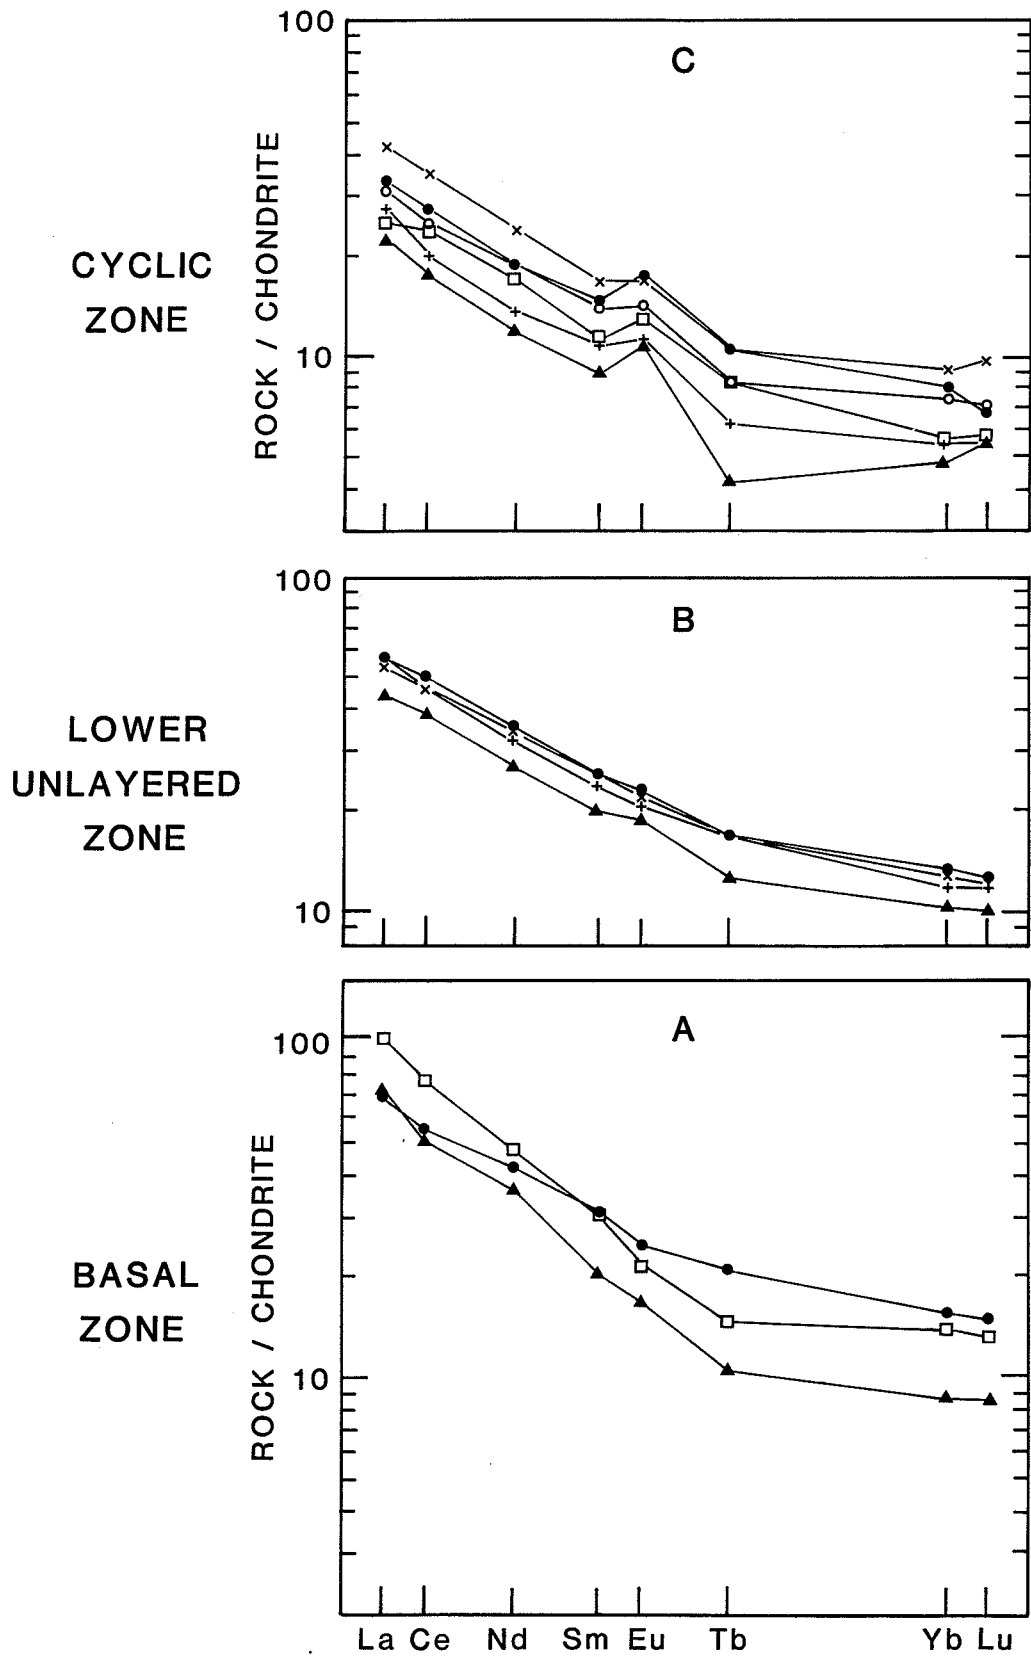 100
C
ROCK / CHONDRITE
CYCLIC
ZONE
10
100
B
LOWER
UNLAYERED
ZONE
10
A
100
ROCK / CHONDRITE
BASAL
ZONE
10
La Ce Nd Sm Eu Tb Yb Lu